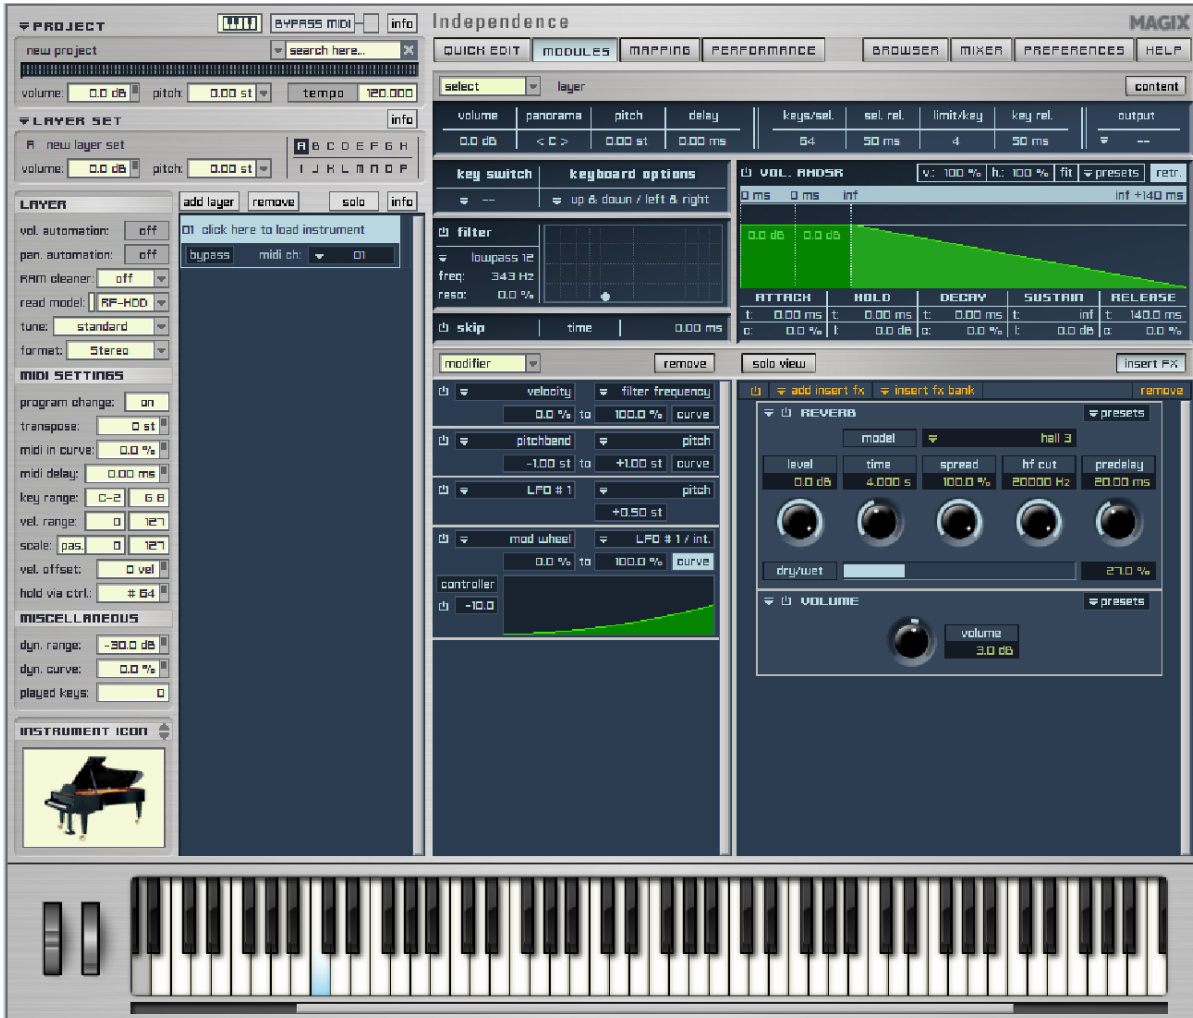 Independence
MAGIX
PROJECT
BYPASS MIDI
info
new project
search here...
volume: 0.0 dB pitch: 0.00 st tempo 120.000
QUICK EDIT MODULES MAPPING PERFORMANCE BROWSER MIXER PREFERENCES HELP
LAYER SET
info
A new layer set
A B C D E F G H
volume: 0.0 dB pitch: 0.00 st
I J K L M N O P
select layer content
volume panorama pitch delay keys/sel. sel. rel. limit/key key rel. output
0.0 dB < C > 0.00 st 0.00 ms 64 50 ms 4 50 ms --
LAYER
vol. automation: off
pan. automation: off
RAM cleaner: off
read model: RF-HDD
tune: standard
format: Stereo
MIDI SETTINGS
program change: on
transpose: 0 st
midi in curve: 0.0 %
midi delay: 0.00 ms
key range: C-2 G 8
vel. range: 0 127
scale: pas. 0 127
vel. offset: 0 vel
hold via ctrl.: # 64
MISCELLANEOUS
dyn. range: -30.0 dB
dyn. curve: 0.0 %
played keys: 0
INSTRUMENT ICON
add layer remove solo info
01 click here to load instrument
bypass midi ch: 01
key switch keyboard options
-- up & down / left & right
filter
lowpass 12
freq: 343 Hz
reso: 0.0 %
skip time 0.00 ms
VOL. AHDSR v.: 100 % h.: 100 % fit presets retr.
0 ms 0 ms inf inf +140 ms
0.0 dB 0.0 dB
ATTACK HOLD DECAY SUSTAIN RELEASE
t: 0.00 ms t: 0.00 ms t: 0.00 ms t: inf t: 140.0 ms
c: 0.0 % l: 0.0 dB c: 0.0 % l: 0.0 dB c: 0.0 %
modifier remove
velocity filter frequency
0.0 % to 100.0 % curve
pitchbend pitch
-1.00 st to +1.00 st curve
LFO # 1 pitch
+0.50 st
mod wheel LFO # 1 / int.
0.0 % to 100.0 % curve
controller
-10.0
solo view insert FX
add insert fx insert fx bank remove
REVERB presets
model hall 3
level time spread hf cut predelay
0.0 dB 4.000 s 100.0 % 20000 Hz 20.00 ms
dry/wet 27.0 %
VOLUME presets
volume
3.0 dB